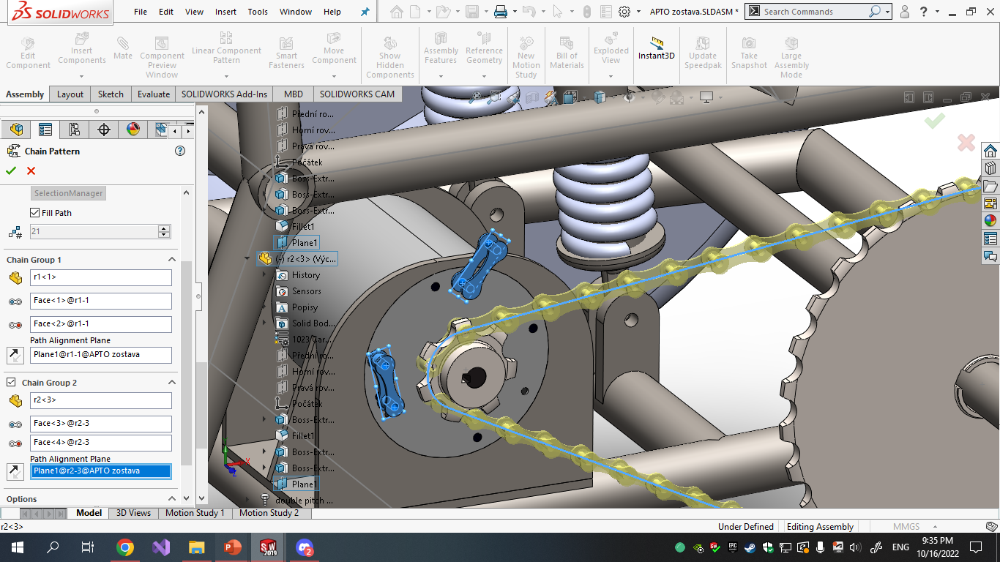 SOLIDWORKS
File Edit View Insert Tools Window Help
APTO zostava.SLDASM *
Search Commands
Edit Component
Insert Components
Mate
Component Preview Window
Linear Component Pattern
Smart Fasteners
Move Component
Show Hidden Components
Assembly Features
Reference Geometry
New Motion Study
Bill of Materials
Exploded View
Instant3D
Update Speedpak
Take Snapshot
Large Assembly Mode
Assembly Layout Sketch Evaluate SOLIDWORKS Add-Ins MBD SOLIDWORKS CAM
Chain Pattern
SelectionManager
Fill Path
21
Chain Group 1
r1<1>
Face<1>@r1-1
Face<2>@r1-1
Path Alignment Plane
Plane1@r1-1@APTO zostava
Chain Group 2
r2<3>
Face<3>@r2-3
Face<4>@r2-3
Path Alignment Plane
Plane1@r2-3@APTO zostava
Options
Přední ro...
Horní rov...
Pravá rov...
Počátek
Boss-Extr...
Boss-Extr...
Boss-Extr...
Fillet1
Plane1
(-) r2<3> (Výc...
History
Sensors
Popisy
Solid Bod...
Přední ro...
Horní rov...
Pravá rov...
Počátek
Boss-Extr...
Fillet1
Boss-Extr...
Boss-Extr...
Plane1
double pitch ...
X
Z
Model 3D Views Motion Study 1 Motion Study 2
r2<3>
Under Defined Editing Assembly MMGS
SW 2019
2
ENG
9:35 PM
10/16/2022